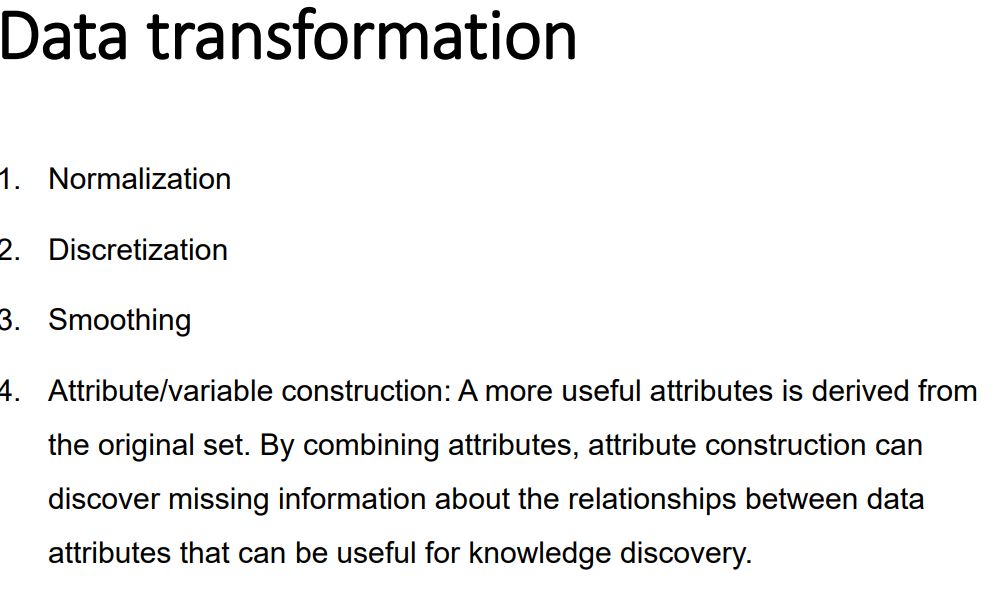 Data transformation
1. Normalization
2. Discretization
3. Smoothing
4. Attribute/variable construction: A more useful attributes is derived from
the original set. By combining attributes, attribute construction can
discover missing information about the relationships between data
attributes that can be useful for knowledge discovery.